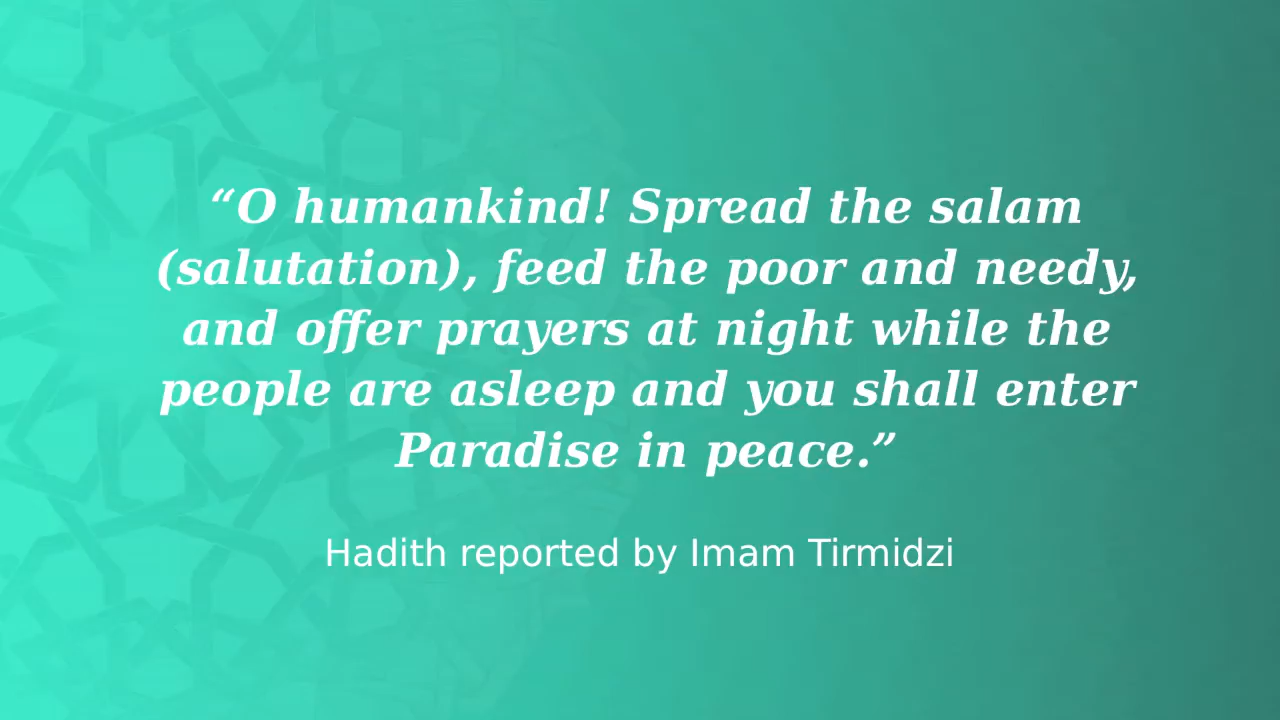 “O humankind! Spread the salam
(salutation), feed the poor and needy,
and offer prayers at night while the
people are asleep and you shall enter
Paradise in peace.”
Hadith reported by Imam Tirmidzi